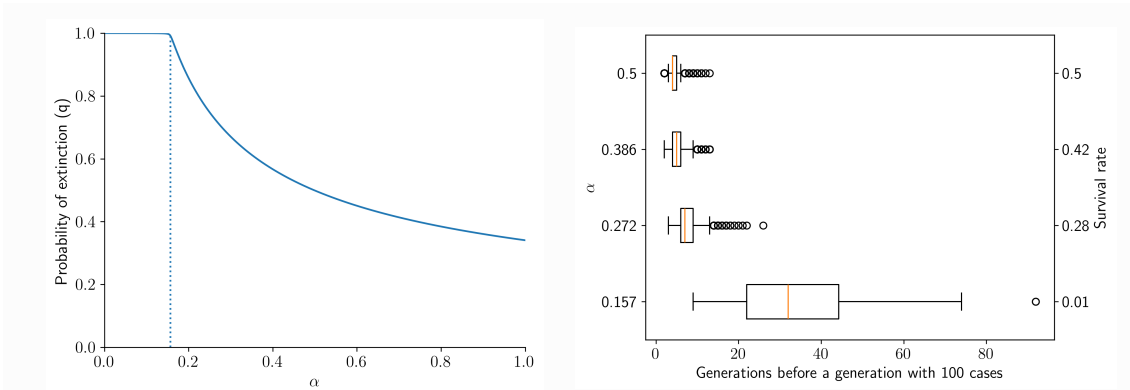 1.0
0.8
0.6
0.4
0.2
0.0
Probability of extinction (q)
0.0 0.2 0.4 0.6 0.8 1.0
α
0.5
0.386
0.272
0.157
α
0.5
0.42
0.28
0.01
Survival rate
0 20 40 60 80
Generations before a generation with 100 cases